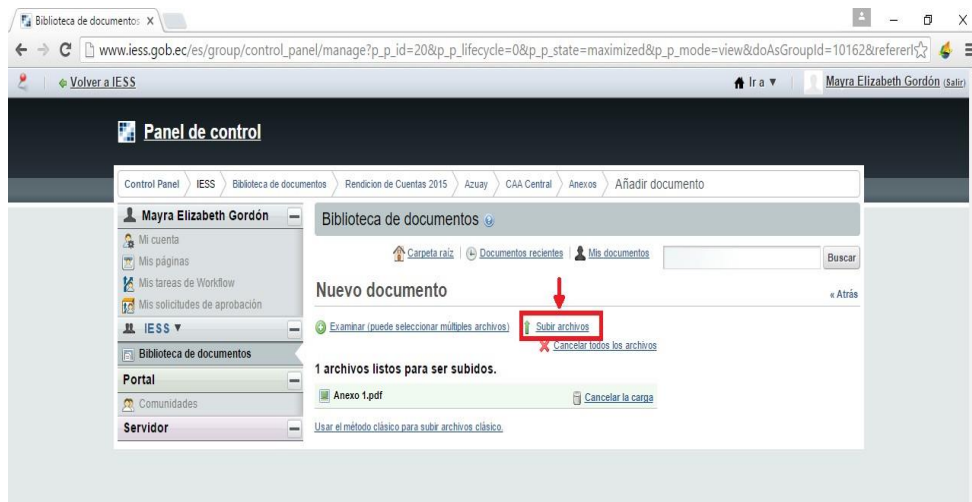 Biblioteca de documentos
www.iess.gob.ec/es/group/control_panel/manage?p_p_id=20&p_p_lifecycle=0&p_p_state=maximized&p_p_mode=view&doAsGroupId=10162&refererI
Volver a IESS
Ir a ▼
Mayra Elizabeth Gordón (Salir)
Panel de control
Control Panel
IESS
Biblioteca de documentos
Rendicion de Cuentas 2015
Azuay
CAA Central
Anexos
Añadir documento
Mayra Elizabeth Gordón
Mi cuenta
Mis páginas
Mis tareas de Workflow
Mis solicitudes de aprobación
IESS ▼
Biblioteca de documentos
Portal
Comunidades
Servidor
Biblioteca de documentos
Carpeta raíz | Documentos recientes | Mis documentos
Buscar
Nuevo documento
« Atrás
Examinar (puede seleccionar múltiples archivos)
Subir archivos
Cancelar todos los archivos
1 archivos listos para ser subidos.
Anexo 1.pdf
Cancelar la carga
Usar el método clásico para subir archivos clásico.